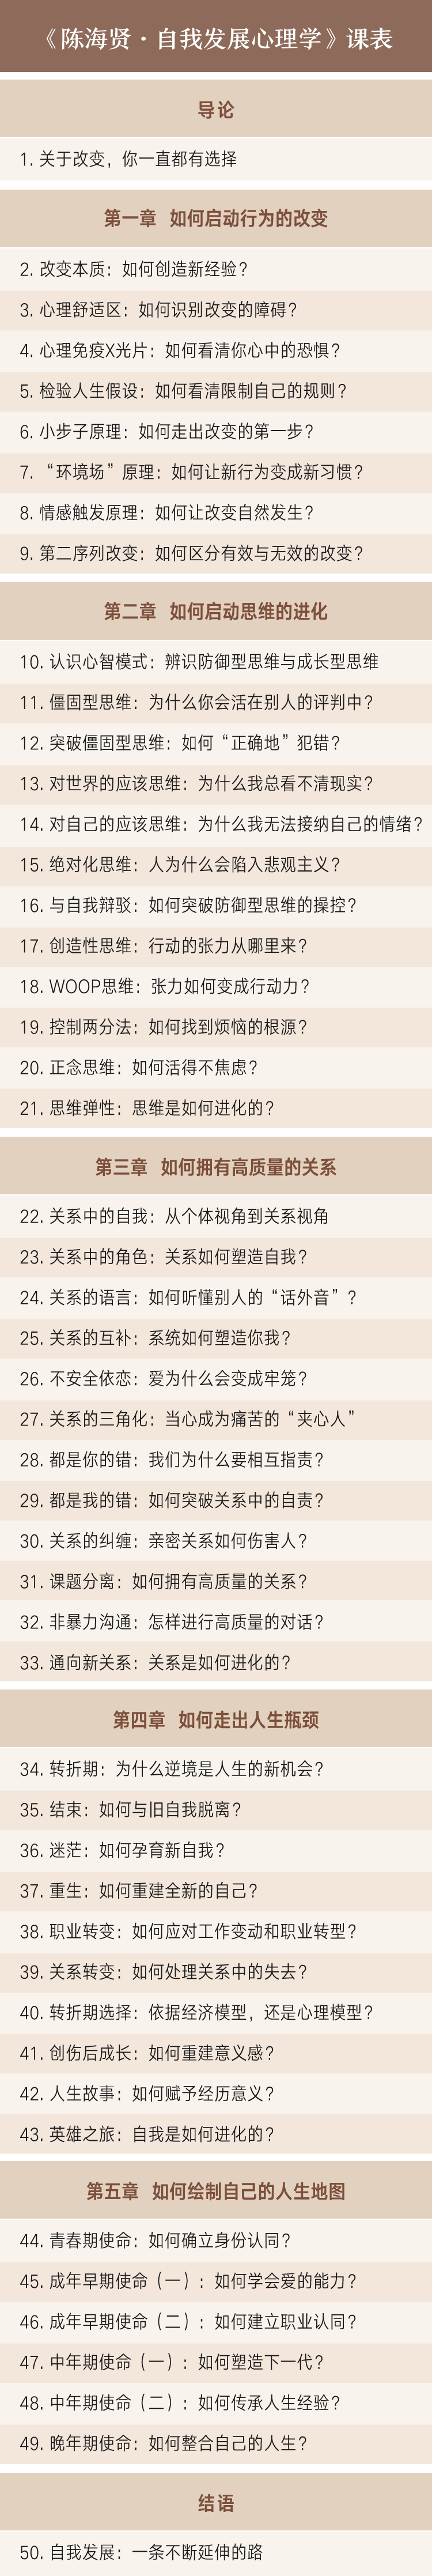 《陈海贤·自我发展心理学》课表
导论
1. 关于改变，你一直都有选择
第一章 如何启动行为的改变
2. 改变本质：如何创造新经验？
3. 心理舒适区：如何识别改变的障碍？
4. 心理免疫X光片：如何看清你心中的恐惧？
5. 检验人生假设：如何看清限制自己的规则？
6. 小步子原理：如何走出改变的第一步？
7. “环境场”原理：如何让新行为变成新习惯？
8. 情感触发原理：如何让改变自然发生？
9. 第二序列改变：如何区分有效与无效的改变？
第二章 如何启动思维的进化
10. 认识心智模式：辨识防御型思维与成长型思维
11. 僵固型思维：为什么你会活在别人的评判中？
12. 突破僵固型思维：如何“正确地”犯错？
13. 对世界的应该思维：为什么我总看不清现实？
14. 对自己的应该思维：为什么我无法接纳自己的情绪？
15. 绝对化思维：人为什么会陷入悲观主义？
16. 与自我辩驳：如何突破防御型思维的操控？
17. 创造性思维：行动的张力从哪里来？
18. WOOP思维：张力如何变成行动力？
19. 控制两分法：如何找到烦恼的根源？
20. 正念思维：如何活得不焦虑？
21. 思维弹性：思维是如何进化的？
第三章 如何拥有高质量的关系
22. 关系中的自我：从个体视角到关系视角
23. 关系中的角色：关系如何塑造自我？
24. 关系的语言：如何听懂别人的“话外音”？
25. 关系的互补：系统如何塑造你我？
26. 不安全依恋：爱为什么会变成牢笼？
27. 关系的三角化：当心成为痛苦的“夹心人”
28. 都是你的错：我们为什么要相互指责？
29. 都是我的错：如何突破关系中的自责？
30. 关系的纠缠：亲密关系如何伤害人？
31. 课题分离：如何拥有高质量的关系？
32. 非暴力沟通：怎样进行高质量的对话？
33. 通向新关系：关系是如何进化的？
第四章 如何走出人生瓶颈
34. 转折期：为什么逆境是人生的新机会？
35. 结束：如何与旧自我脱离？
36. 迷茫：如何孕育新自我？
37. 重生：如何重建全新的自己？
38. 职业转变：如何应对工作变动和职业转型？
39. 关系转变：如何处理关系中的失去？
40. 转折期选择：依据经济模型，还是心理模型？
41. 创伤后成长：如何重建意义感？
42. 人生故事：如何赋予经历意义？
43. 英雄之旅：自我是如何进化的？
第五章 如何绘制自己的人生地图
44. 青春期使命：如何确立身份认同？
45. 成年早期使命（一）：如何学会爱的能力？
46. 成年早期使命（二）：如何建立职业认同？
47. 中年期使命（一）：如何塑造下一代？
48. 中年期使命（二）：如何传承人生经验？
49. 晚年期使命：如何整合自己的人生？
结语
50. 自我发展：一条不断延伸的路